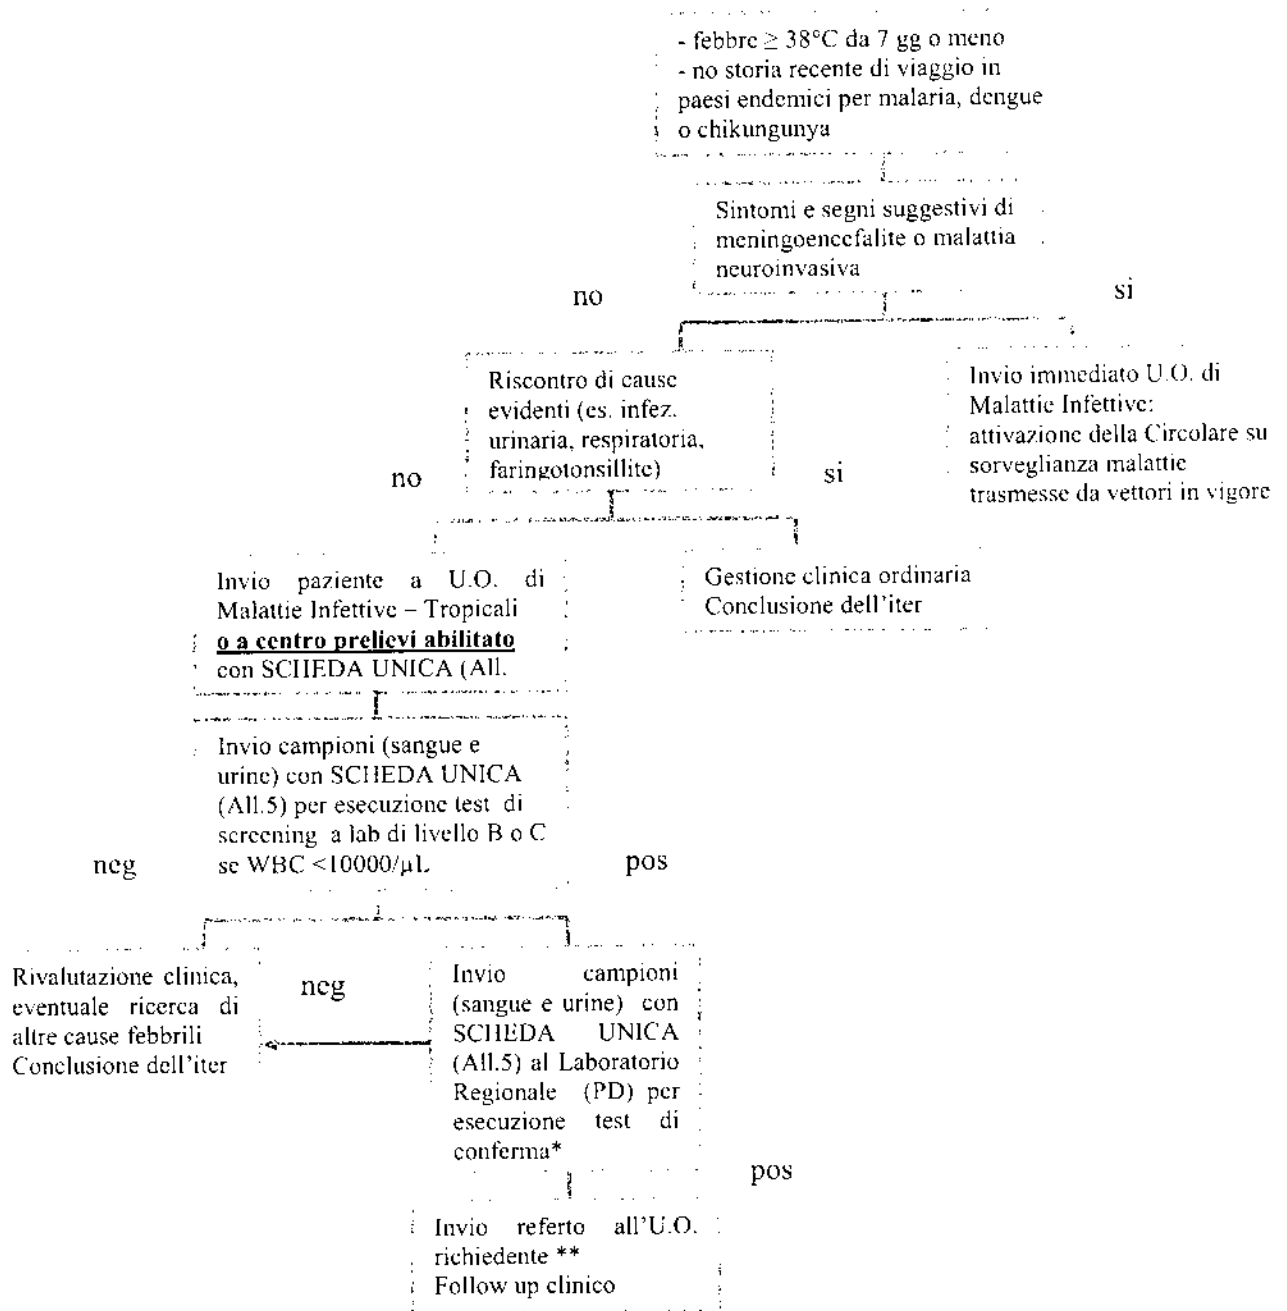 - febbre ≥ 38°C da 7 gg o meno
- no storia recente di viaggio in
paesi endemici per malaria, dengue
o chikungunya
Sintomi e segni suggestivi di
meningoencefalite o malattia
neuroinvasiva
no
si
Riscontro di cause
evidenti (es. infez.
urinaria, respiratoria,
faringotonsillite)
Invio immediato U.O. di
Malattie Infettive:
attivazione della Circolare su
sorveglianza malattie
trasmesse da vettori in vigore
no
si
Invio paziente a U.O. di
Malattie Infettive – Tropicali
o a centro prelievi abilitato
con SCHEDA UNICA (All.
Gestione clinica ordinaria
Conclusione dell'iter
Invio campioni (sangue e
urine) con SCHEDA UNICA
(All.5) per esecuzione test di
screening a lab di livello B o C
se WBC <10000/µL
neg
pos
Rivalutazione clinica,
eventuale ricerca di
altre cause febbrili
Conclusione dell'iter
neg
Invio campioni
(sangue e urine) con
SCHEDA UNICA
(All.5) al Laboratorio
Regionale (PD) per
esecuzione test di
conferma*
pos
Invio referto all'U.O.
richiedente **
Follow up clinico